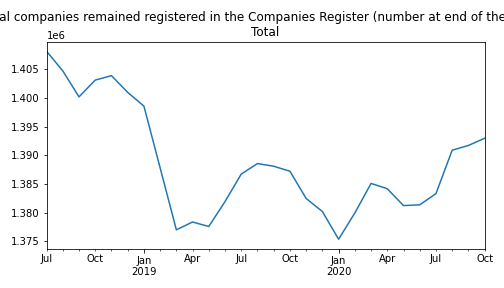 al companies remained registered in the Companies Register (number at end of the
Total
1e6
1.405
1.400
1.395
1.390
1.385
1.380
1.375
Jul Oct Jan Apr Jul Oct Jan Apr Jul Oct
2019 2020